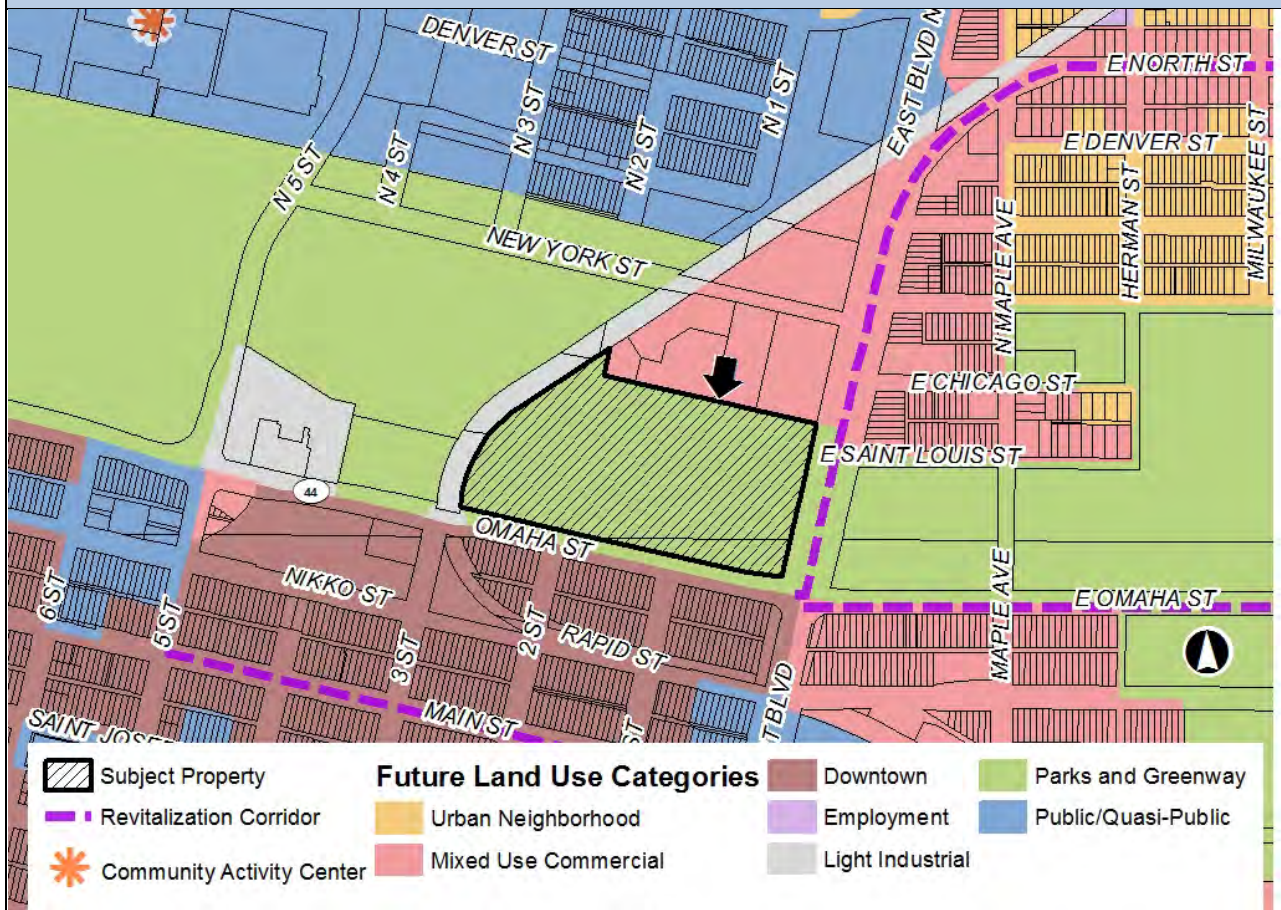 DENVER ST
N 5 ST
N 4 ST
N 3 ST
N 2 ST
N 1 ST
EAST BLVD N
E NORTH ST
E DENVER ST
N MAPLE AVE
HERMAN ST
MILWAUKEE ST
NEW YORK ST
E CHICAGO ST
E SAINT LOUIS ST
44
OMAHA ST
NIKKO ST
6 ST
5 ST
3 ST
2 ST
RAPID ST
MAPLE AVE
E OMAHA ST
MAIN ST
SAINT JOSE
ST
T BLVD
Subject Property
Revitalization Corridor
Community Activity Center
Future Land Use Categories
Urban Neighborhood
Mixed Use Commercial
Downtown
Employment
Light Industrial
Parks and Greenway
Public/Quasi-Public